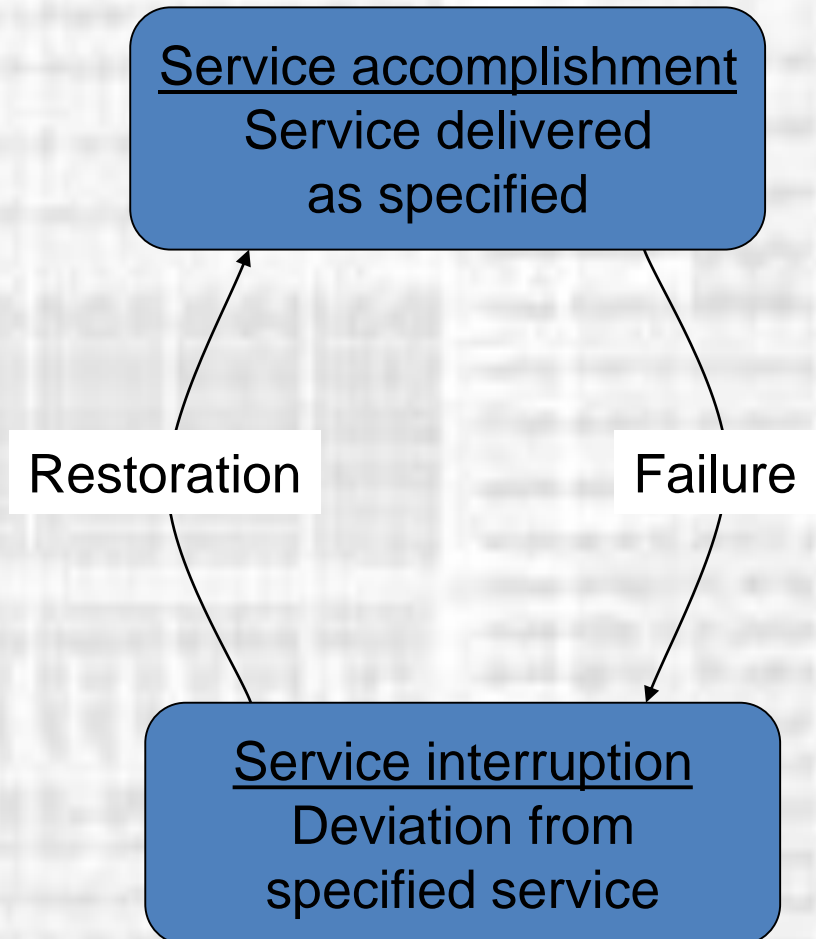 Service accomplishment
Service delivered
as specified
Restoration
Failure
Service interruption
Deviation from
specified service